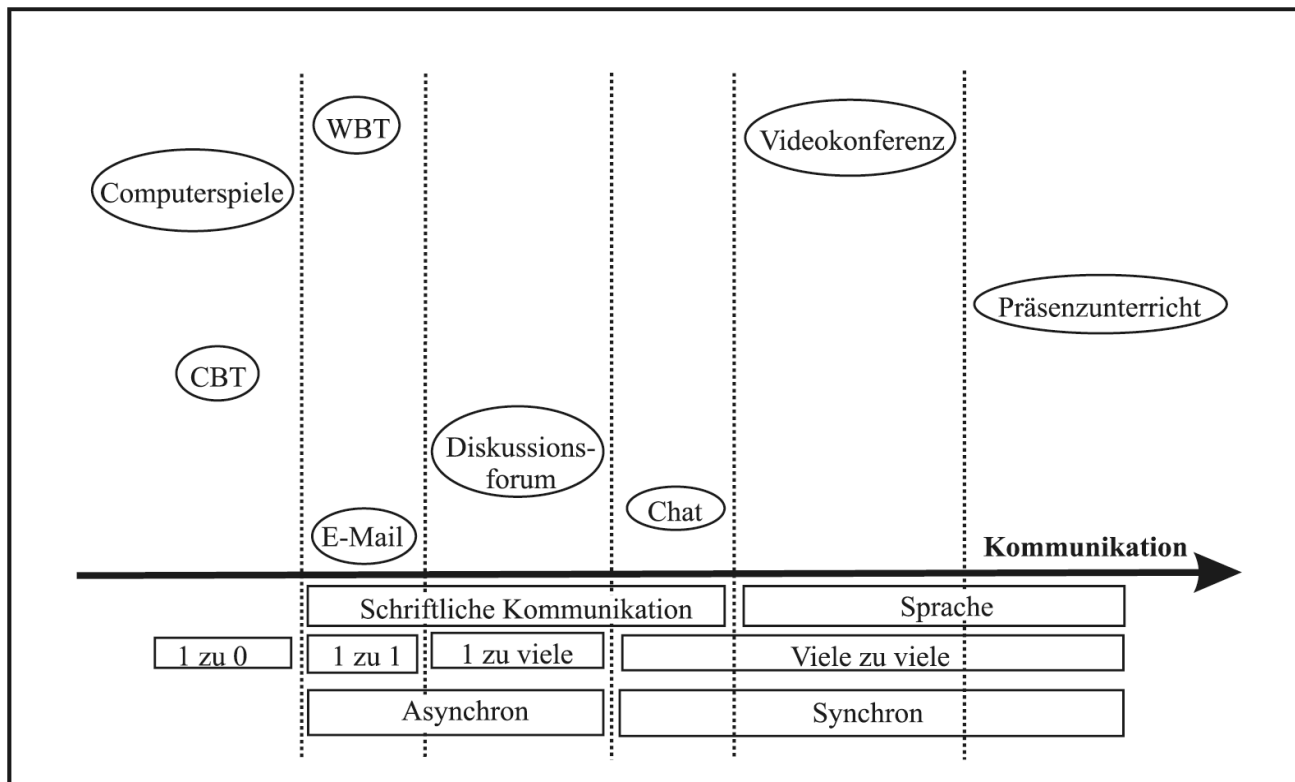 WBT
Videokonferenz
Computerspiele
Präsenzunterricht
CBT
Diskussions-
forum
Chat
E-Mail
Kommunikation
Schriftliche Kommunikation
Sprache
1 zu 0
1 zu 1
1 zu viele
Viele zu viele
Asynchron
Synchron